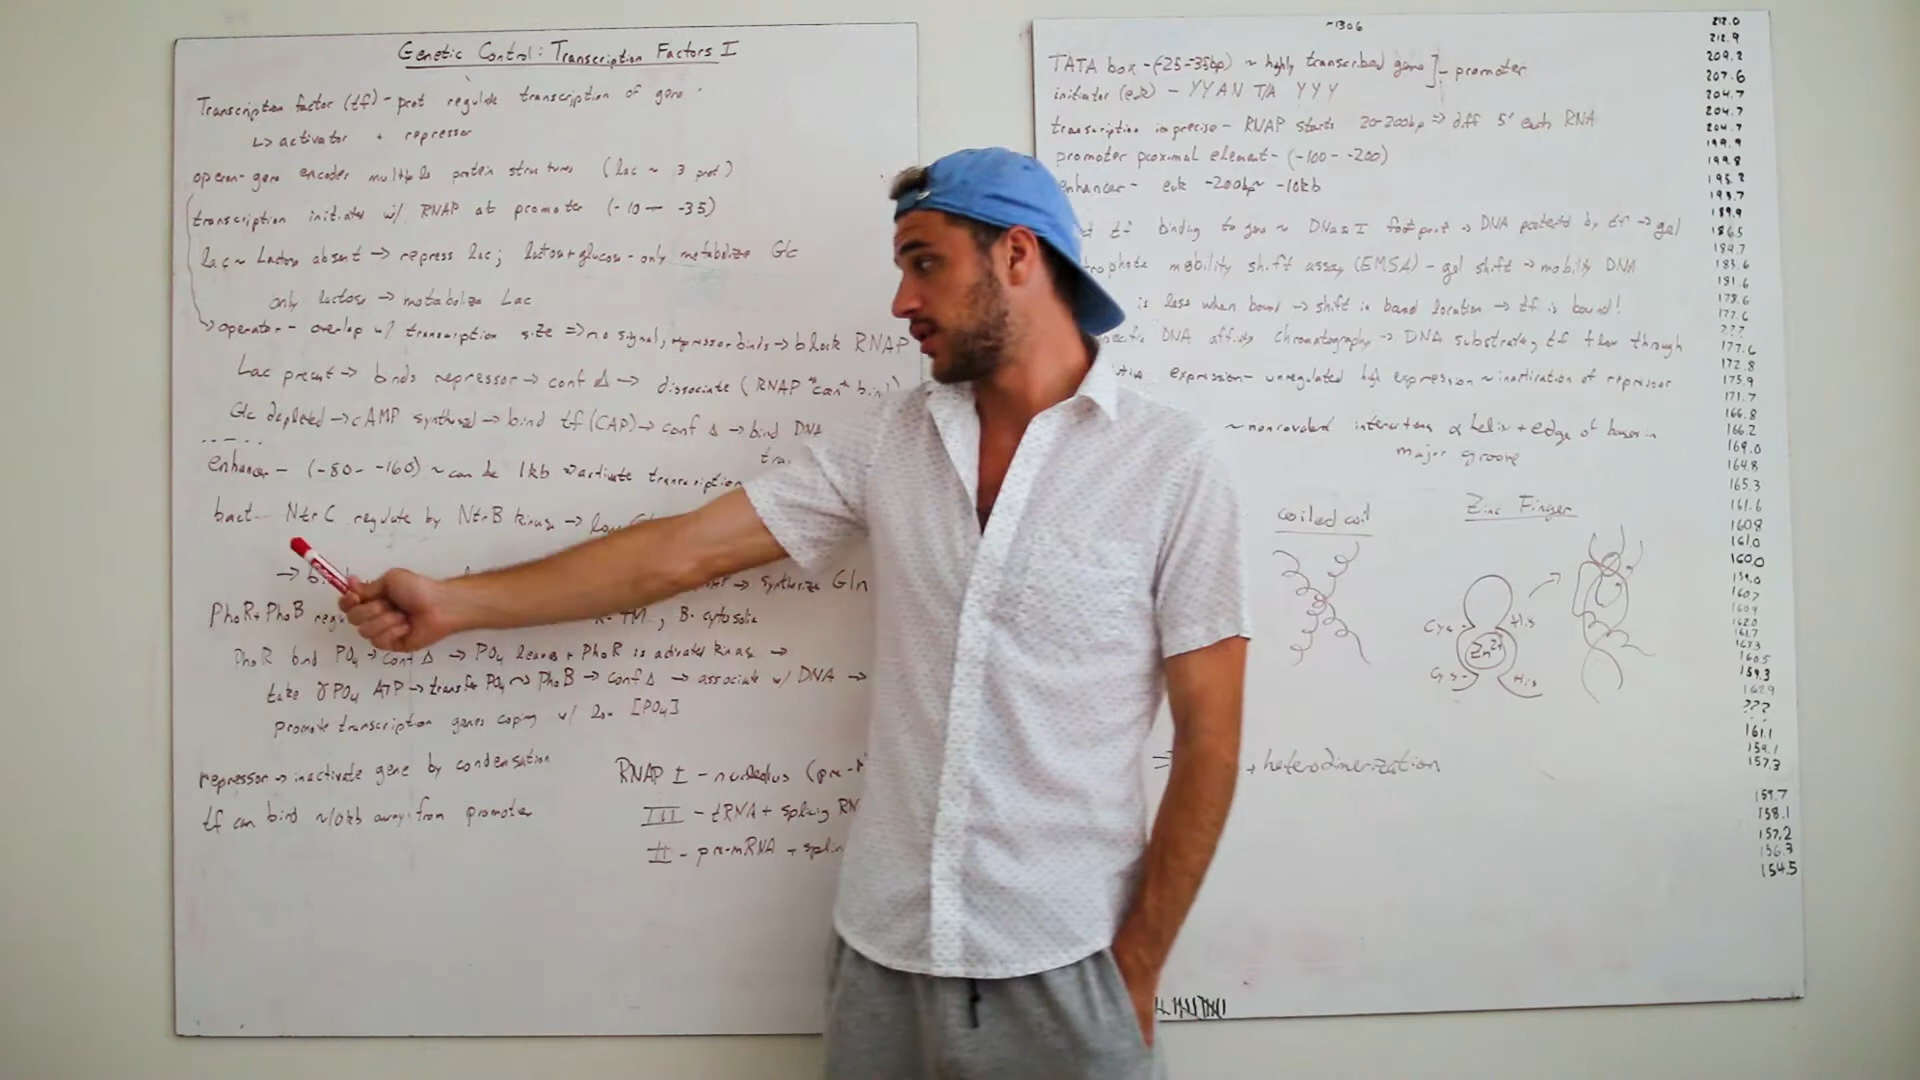 Genetic Control: Transcription Factors I
Transcription factor (tf) - prot regulate transcription of gene
↳ activator + repressor
operon - gene encodes multiple protein structures (lac ~ 3 prot)
transcription initiates w/ RNAP at promoter (-10 — -35)
lac ~ Lactose absent → repress lac; lactose + glucose - only metabolize Glc
only lactose → metabolize Lac
operator - overlap w/ transcription size => no signal, repressor binds → block RNAP
Lac present → binds repressor → conf Δ → dissociate (RNAP "can" bind)
Glc depleted → cAMP synthesized → bind tf (CAP) → conf Δ → bind DNA
tra
enhancer - (-80 - -160) ~ can be 1kb activate transcription
bact - NtrC regulate by NtrB kinase → low
→ synthesize Gln
PhoR + PhoB TM, B- cytosolic
PhoR bind PO4 → conf Δ → PO4 leaves + PhoR is activated kinase →
take γPO4 ATP → transfer PO4 ~> PhoB → conf Δ → associate w/ DNA →
promote transcription genes coping w/ low [PO4]
repressor → inactivate gene by condensation
tf can bind ~10kb away from promoter
RNAP I - nucleolus (pre-r
III - tRNA + splicing RN
II - pre-mRNA + splic
~1306
TATA box - (-25 - -35bp) ~ highly transcribed gene ] - promoter
initiator (euk) - YYAN T/A YYY
transcription imprecise - RNAP starts 20-200bp => diff 5' ends RNA
promoter proximal element - (-100 - -200)
enhancer - euk -200bp ~ -10kb
tf binding to gene ~ DNase I footprint → DNA protected by tf → gel
mobility shift assay (EMSA) - gel shift → mobility DNA
is less when bound → shift in band location → tf is bound!
DNA affinity chromatography → DNA substrate, tf flow through
expression - unregulated high expression ~ inactivation of repressor
~ noncovalent interactions α helix + edge of bases in
major groove
coiled coil
Zinc Finger
Cys His
Zn2+
Cys His
+ heterodimerization
212.0
212.9
209.2
207.6
204.7
204.7
204.7
199.9
199.8
195.2
193.7
189.9
186.5
184.7
183.6
181.6
179.6
177.6
???
177.6
172.8
175.9
171.7
166.8
166.2
169.0
164.8
165.3
161.6
160.8
161.0
160.0
159.0
160.7
160.9
162.0
161.7
160.5
159.3
162.9
???
161.1
159.1
157.3
159.7
158.1
157.2
156.3
154.5